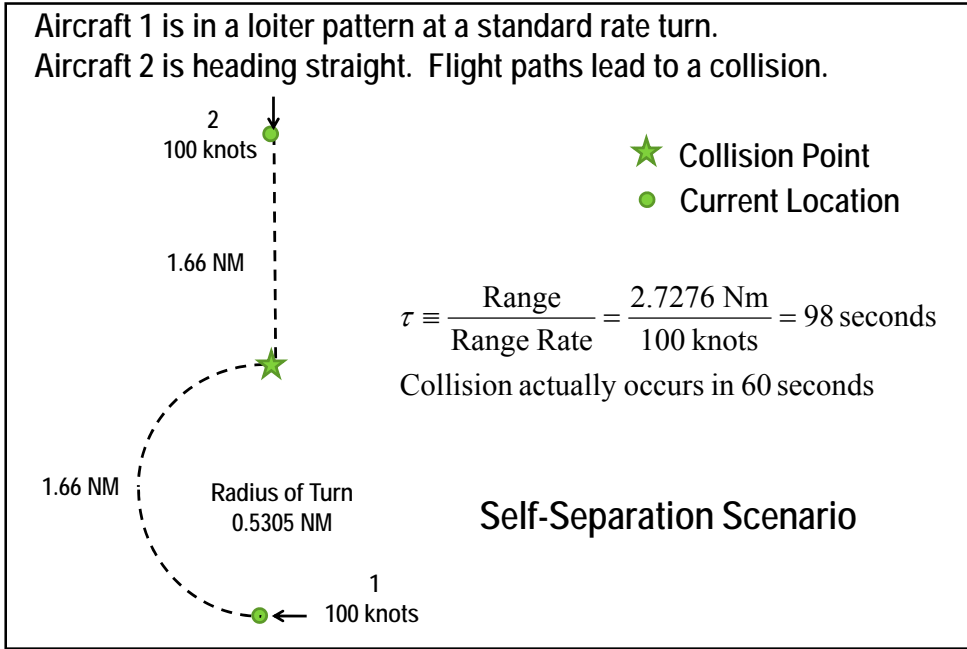 Aircraft 1 is in a loiter pattern at a standard rate turn.
Aircraft 2 is heading straight.  Flight paths lead to a collision.
2
100 knots
Collision Point
Current Location
1.66 NM
τ ≡ Range / Range Rate = 2.7276 Nm / 100 knots = 98 seconds
Collision actually occurs in 60 seconds
1.66 NM
Radius of Turn
0.5305 NM
Self-Separation Scenario
1
100 knots